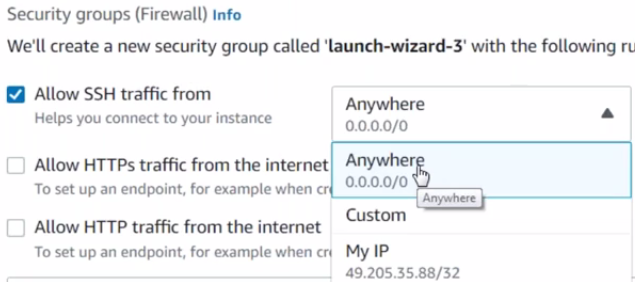 Security groups (Firewall) Info
We'll create a new security group called 'launch-wizard-3' with the following
Allow SSH traffic from
Helps you connect to your instance
Anywhere
0.0.0.0/0
Anywhere
0.0.0.0/0
Anywhere
Allow HTTPs traffic from the internet
To set up an endpoint, for example when
Custom
Allow HTTP traffic from the internet
To set up an endpoint, for example when
My IP
49.205.35.88/32